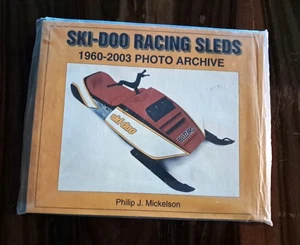 SKI-DOO RACING SLEDS
1960-2003 PHOTO ARCHIVE
ski-doo
Philip J. Mickelson